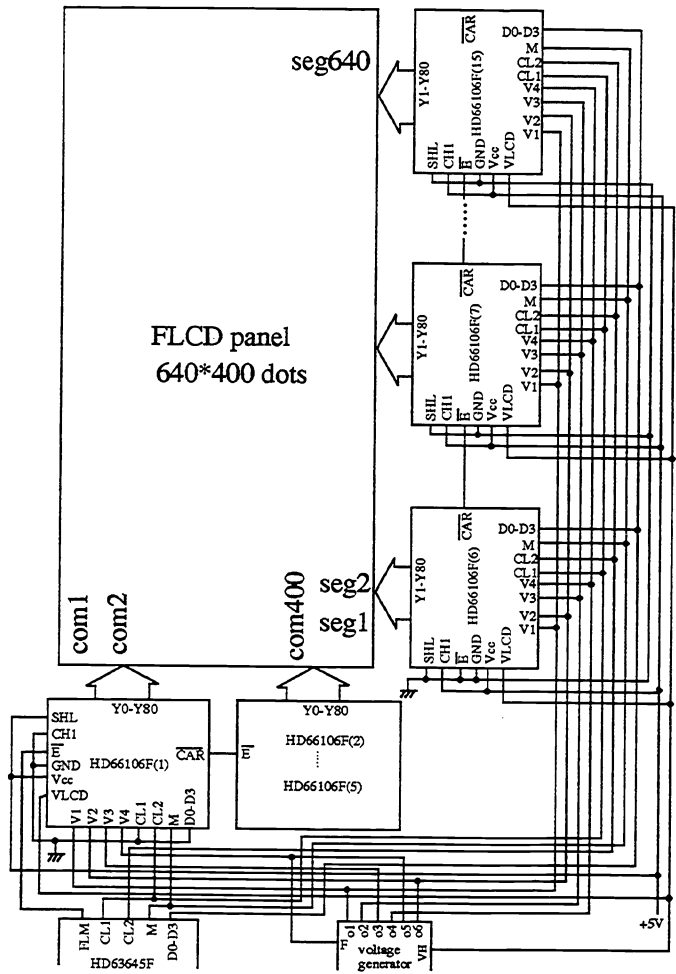 seg640
Y1-Y80
CAR
HD66106F(15)
D0-D3
M
CL2
CL1
V4
V3
V2
V1
SHL
CH1
E
GND
Vcc
VLCD
FLCD panel
640*400 dots
Y1-Y80
CAR
HD66106F(7)
D0-D3
M
CL2
CL1
V4
V3
V2
V1
SHL
CH1
E
GND
Vcc
VLCD
seg2
seg1
Y1-Y80
CAR
HD66106F(6)
D0-D3
M
CL2
CL1
V4
V3
V2
V1
SHL
CH1
E
GND
Vcc
VLCD
com1
com2
com400
Y0-Y80
SHL
CH1
E
GND
Vcc
VLCD
HD66106F(1)
CAR
V1
V2
V3
V4
CL1
CL2
M
D0-D3
Y0-Y80
E
HD66106F(2)
HD66106F(5)
FLM
CL1
CL2
M
D0-D3
HD63645F
F
o1
o2
o3
o4
o5
o6
VH
voltage
generator
+5V